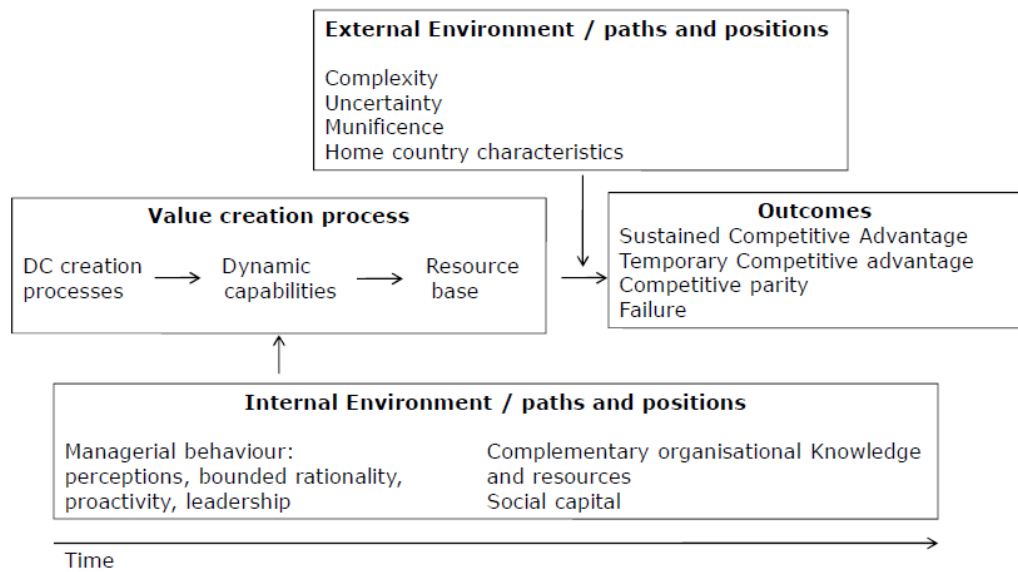 External Environment / paths and positions
Complexity
Uncertainty
Munificence
Home country characteristics
Value creation process
DC creation
processes
Dynamic
capabilities
Resource
base
Outcomes
Sustained Competitive Advantage
Temporary Competitive advantage
Competitive parity
Failure
Internal Environment / paths and positions
Managerial behaviour:
perceptions, bounded rationality,
proactivity, leadership
Complementary organisational Knowledge
and resources
Social capital
Time